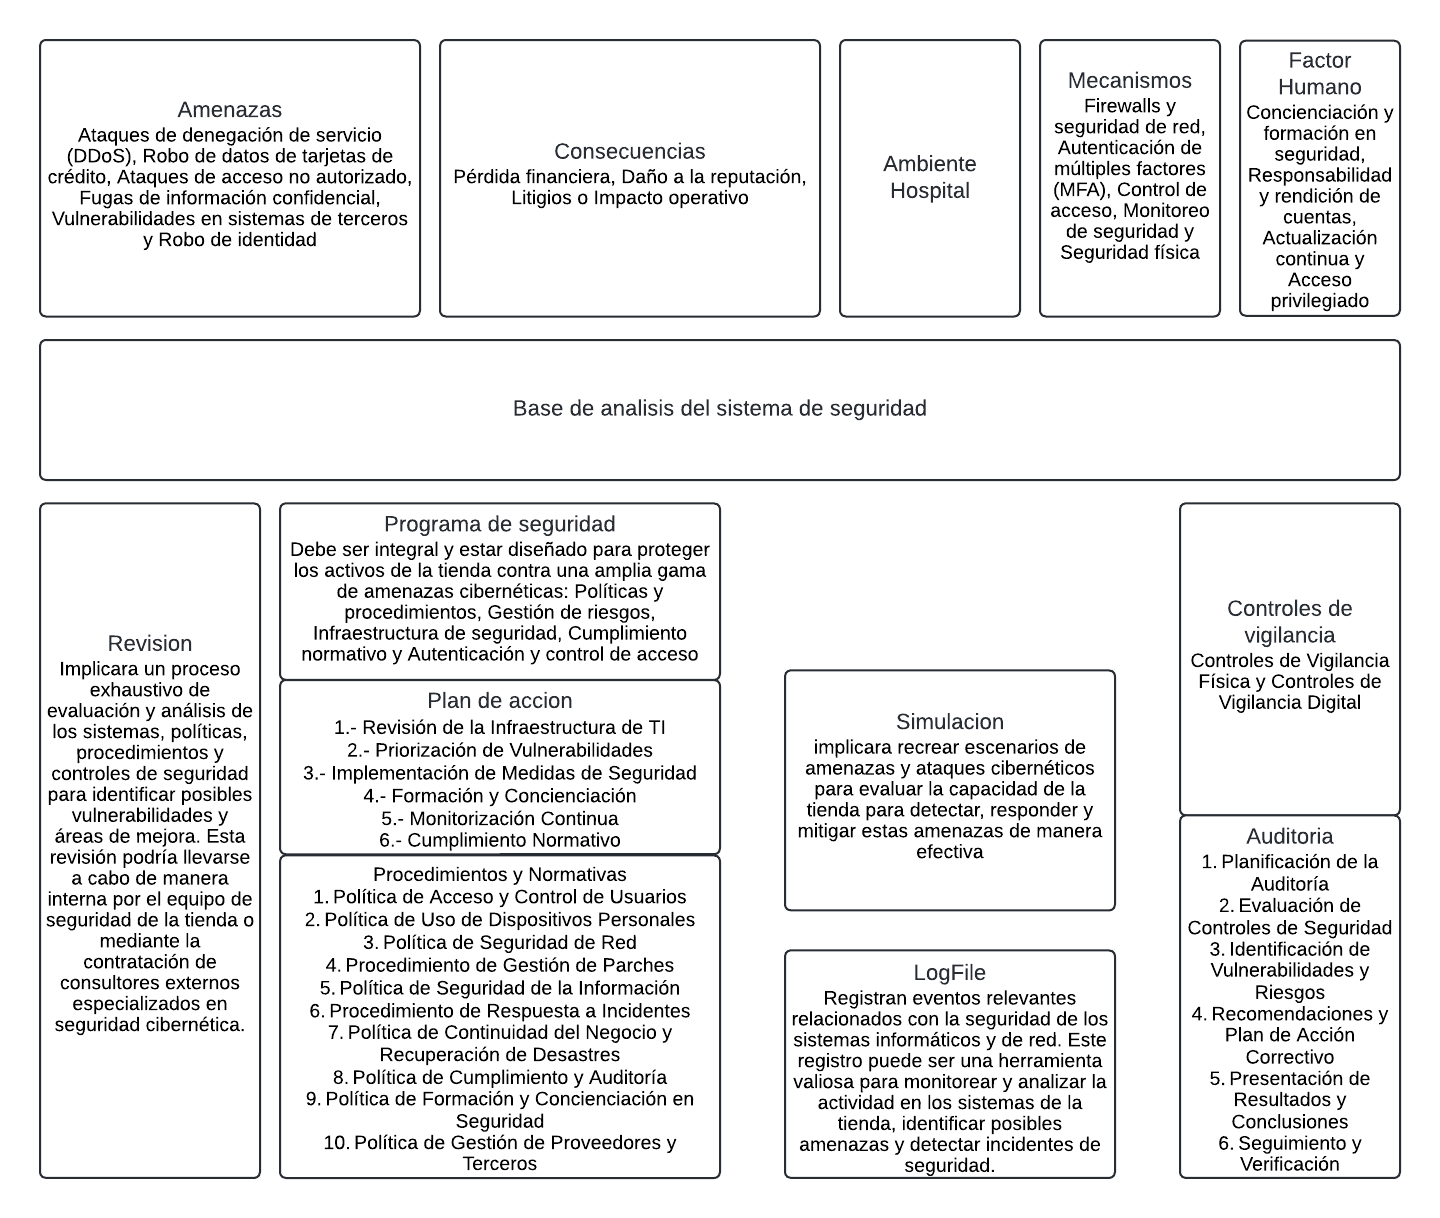 Amenazas
Ataques de denegación de servicio
(DDoS), Robo de datos de tarjetas de
crédito, Ataques de acceso no autorizado,
Fugas de información confidencial,
Vulnerabilidades en sistemas de terceros
y Robo de identidad
Consecuencias
Pérdida financiera, Daño a la reputación,
Litigios o Impacto operativo
Ambiente
Hospital
Mecanismos
Firewalls y
seguridad de red,
Autenticación de
múltiples factores
(MFA), Control de
acceso, Monitoreo
de seguridad y
Seguridad física
Factor
Humano
Concienciación y
formación en
seguridad,
Responsabilidad
y rendición de
cuentas,
Actualización
continua y
Acceso
privilegiado
Base de analisis del sistema de seguridad
Revision
Implicara un proceso
exhaustivo de
evaluación y análisis de
los sistemas, políticas,
procedimientos y
controles de seguridad
para identificar posibles
vulnerabilidades y
áreas de mejora. Esta
revisión podría llevarse
a cabo de manera
interna por el equipo de
seguridad de la tienda o
mediante la
contratación de
consultores externos
especializados en
seguridad cibernética.
Programa de seguridad
Debe ser integral y estar diseñado para proteger
los activos de la tienda contra una amplia gama
de amenazas cibernéticas: Políticas y
procedimientos, Gestión de riesgos,
Infraestructura de seguridad, Cumplimiento
normativo y Autenticación y control de acceso
Plan de accion
1.- Revisión de la Infraestructura de TI
2.- Priorización de Vulnerabilidades
3.- Implementación de Medidas de Seguridad
4.- Formación y Concienciación
5.- Monitorización Continua
6.- Cumplimiento Normativo
Procedimientos y Normativas
1. Política de Acceso y Control de Usuarios
2. Política de Uso de Dispositivos Personales
3. Política de Seguridad de Red
4. Procedimiento de Gestión de Parches
5. Política de Seguridad de la Información
6. Procedimiento de Respuesta a Incidentes
7. Política de Continuidad del Negocio y
Recuperación de Desastres
8. Política de Cumplimiento y Auditoría
9. Política de Formación y Concienciación en
Seguridad
10. Política de Gestión de Proveedores y
Terceros
Simulacion
implicara recrear escenarios de
amenazas y ataques cibernéticos
para evaluar la capacidad de la
tienda para detectar, responder y
mitigar estas amenazas de manera
efectiva
LogFile
Registran eventos relevantes
relacionados con la seguridad de los
sistemas informáticos y de red. Este
registro puede ser una herramienta
valiosa para monitorear y analizar la
actividad en los sistemas de la
tienda, identificar posibles
amenazas y detectar incidentes de
seguridad.
Controles de
vigilancia
Controles de Vigilancia
Física y Controles de
Vigilancia Digital
Auditoria
1. Planificación de la
Auditoría
2. Evaluación de
Controles de Seguridad
3. Identificación de
Vulnerabilidades y
Riesgos
4. Recomendaciones y
Plan de Acción
Correctivo
5. Presentación de
Resultados y
Conclusiones
6. Seguimiento y
Verificación